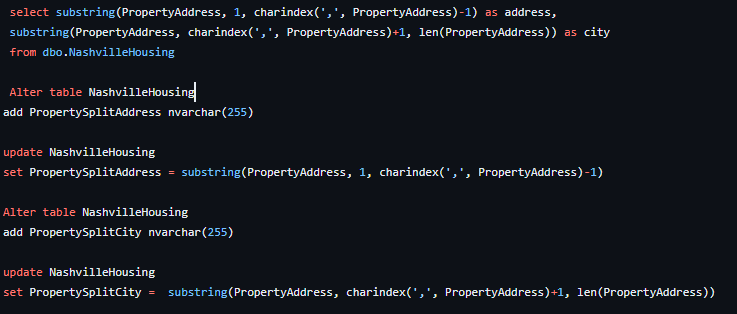 select substring(PropertyAddress, 1, charindex(',', PropertyAddress)-1) as address,
substring(PropertyAddress, charindex(',', PropertyAddress)+1, len(PropertyAddress)) as city
from dbo.NashvilleHousing
Alter table NashvilleHousing
add PropertySplitAddress nvarchar(255)
update NashvilleHousing
set PropertySplitAddress = substring(PropertyAddress, 1, charindex(',', PropertyAddress)-1)
Alter table NashvilleHousing
add PropertySplitCity nvarchar(255)
update NashvilleHousing
set PropertySplitCity =  substring(PropertyAddress, charindex(',', PropertyAddress)+1, len(PropertyAddress))